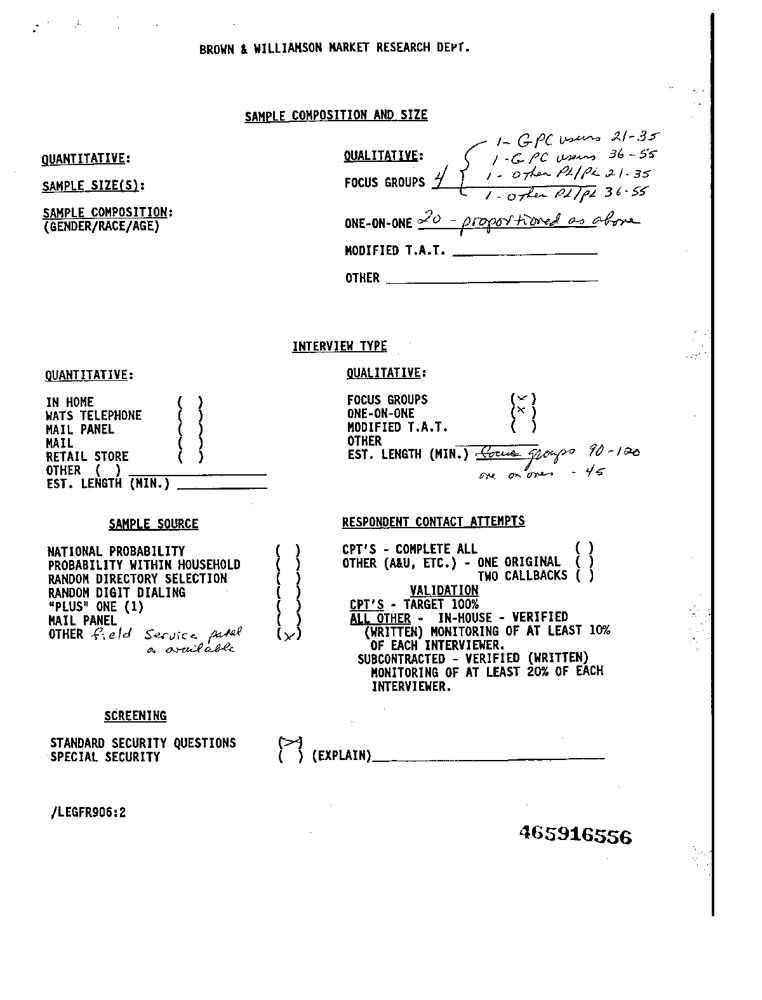 BROWN & WILLIAMSON MARKET RESEARCH DEPT.
SAMPLE COMPOSITION AND SIZE
QUANTITATIVE:
SAMPLE SIZE(S):
SAMPLE COMPOSITION:
(GENDER/RACE/AGE)
QUALITATIVE:
FOCUS GROUPS 4
1- GPC users 21-35
1-GPC users 36-55
1- other PL/PL 21-35
1- other PL/PL 36-55
ONE-ON-ONE 20 - proportioned as above
MODIFIED T.A.T.
OTHER
INTERVIEW TYPE
QUANTITATIVE:
IN HOME ( )
WATS TELEPHONE ( )
MAIL PANEL ( )
MAIL ( )
RETAIL STORE ( )
OTHER ( )
EST. LENGTH (MIN.)
QUALITATIVE:
FOCUS GROUPS (x)
ONE-ON-ONE (x)
MODIFIED T.A.T. ( )
OTHER
EST. LENGTH (MIN.) focus groups 90-120
one on ones - 45
SAMPLE SOURCE
NATIONAL PROBABILITY ( )
PROBABILITY WITHIN HOUSEHOLD ( )
RANDOM DIRECTORY SELECTION ( )
RANDOM DIGIT DIALING ( )
"PLUS" ONE (1) ( )
MAIL PANEL ( )
OTHER field service panel (x)
a available
RESPONDENT CONTACT ATTEMPTS
CPT'S - COMPLETE ALL ( )
OTHER (A&U, ETC.) - ONE ORIGINAL ( )
TWO CALLBACKS ( )
VALIDATION
CPT'S - TARGET 100%
ALL OTHER - IN-HOUSE - VERIFIED
(WRITTEN) MONITORING OF AT LEAST 10%
OF EACH INTERVIEWER.
SUBCONTRACTED - VERIFIED (WRITTEN)
MONITORING OF AT LEAST 20% OF EACH
INTERVIEWER.
SCREENING
STANDARD SECURITY QUESTIONS (x)
SPECIAL SECURITY ( ) (EXPLAIN)
/LEGFR906:2
465916556